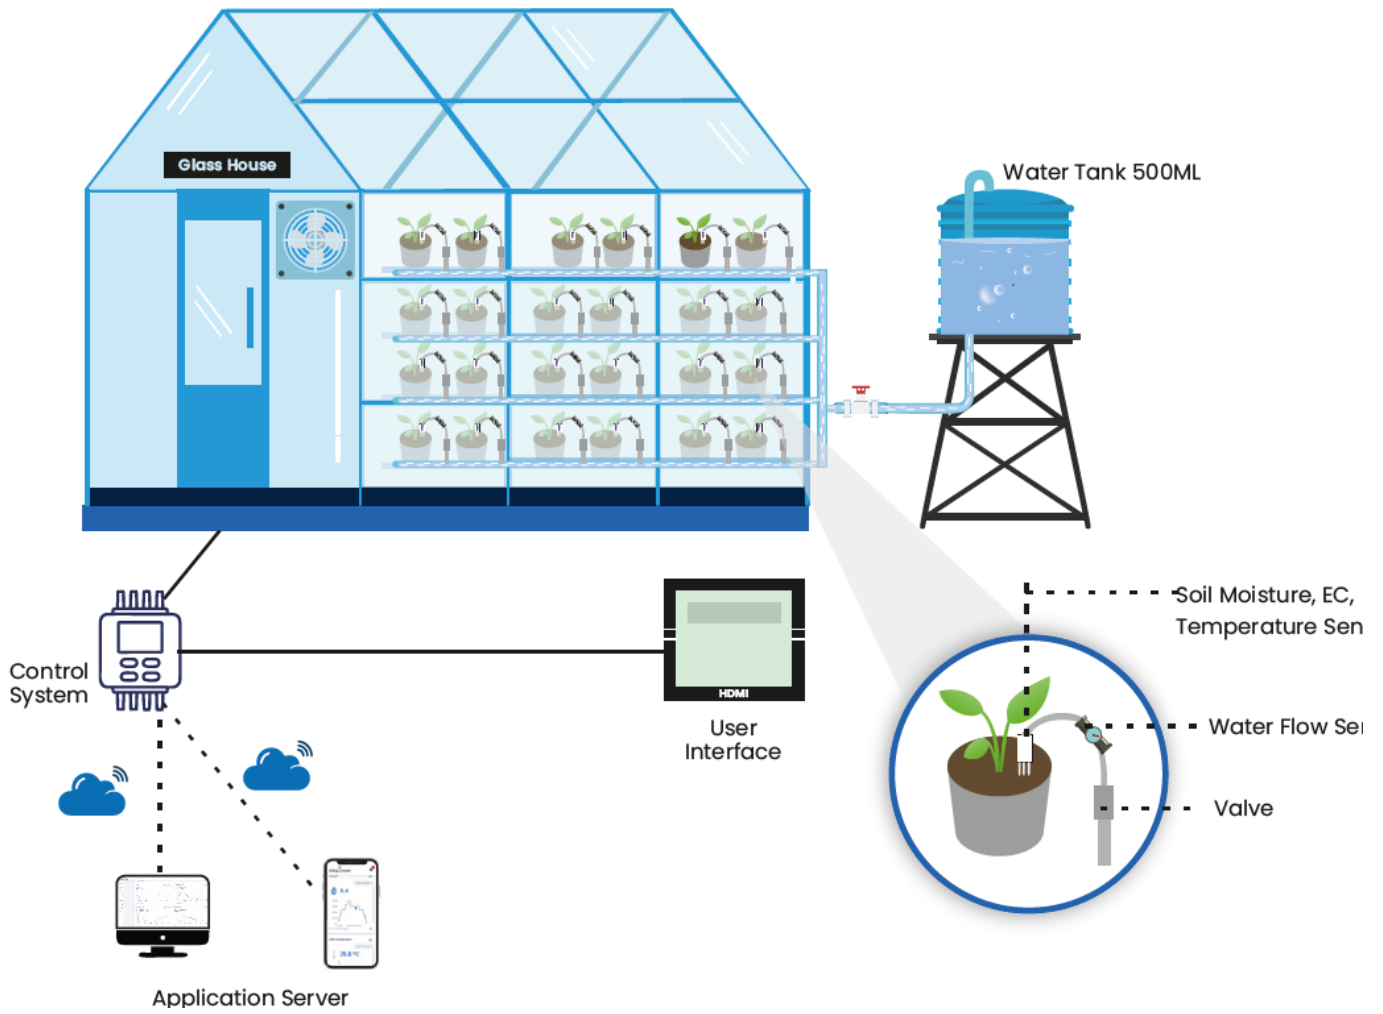 Glass House
Water Tank 500ML
Soil Moisture, EC,
Temperature Sen
Water Flow Se
Valve
Control
System
HDMI
User
Interface
Application Server